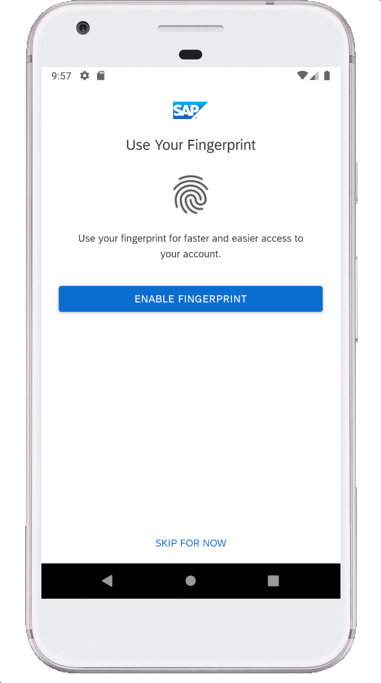 9:57
SAP
Use Your Fingerprint
Use your fingerprint for faster and easier access to
your account.
ENABLE FINGERPRINT
SKIP FOR NOW